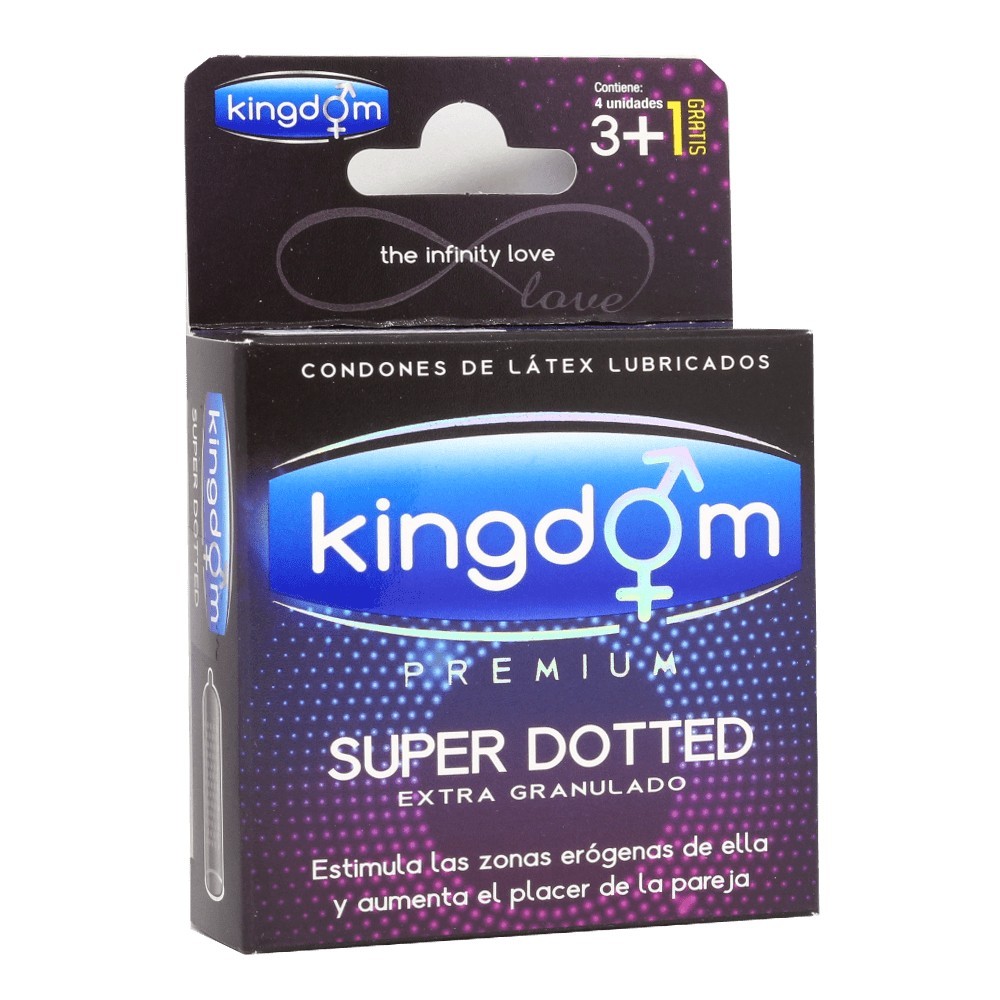 kingdom
Contiene:
4 unidades
3+1 GRATIS
the infinity love
love
CONDONES DE LÁTEX LUBRICADOS
kingdom
PREMIUM
SUPER DOTTED
EXTRA GRANULADO
Estimula las zonas erógenas de ella
y aumenta el placer de la pareja
kingdom
SUPER DOTTED